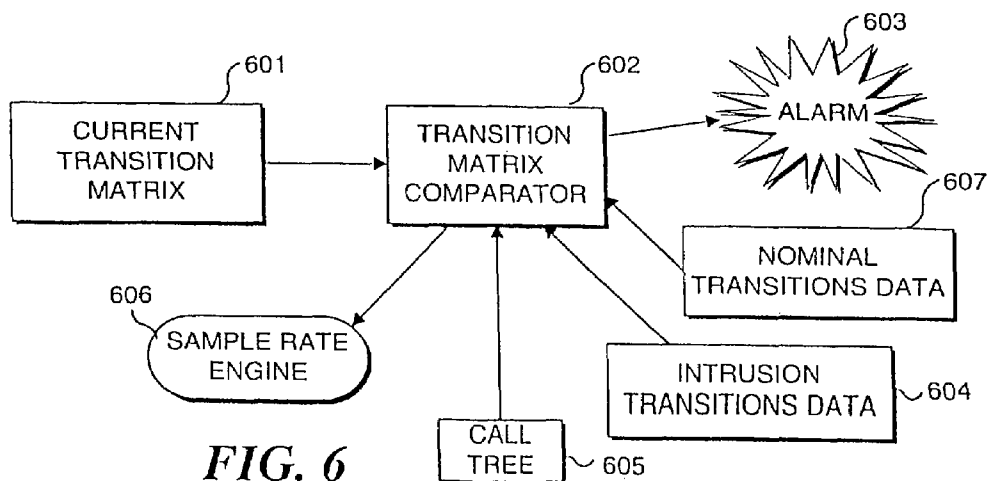 601
CURRENT
TRANSITION
MATRIX
602
TRANSITION
MATRIX
COMPARATOR
603
ALARM
607
NOMINAL
TRANSITIONS DATA
606
SAMPLE RATE
ENGINE
INTRUSION
TRANSITIONS DATA
604
CALL
TREE
605
FIG. 6